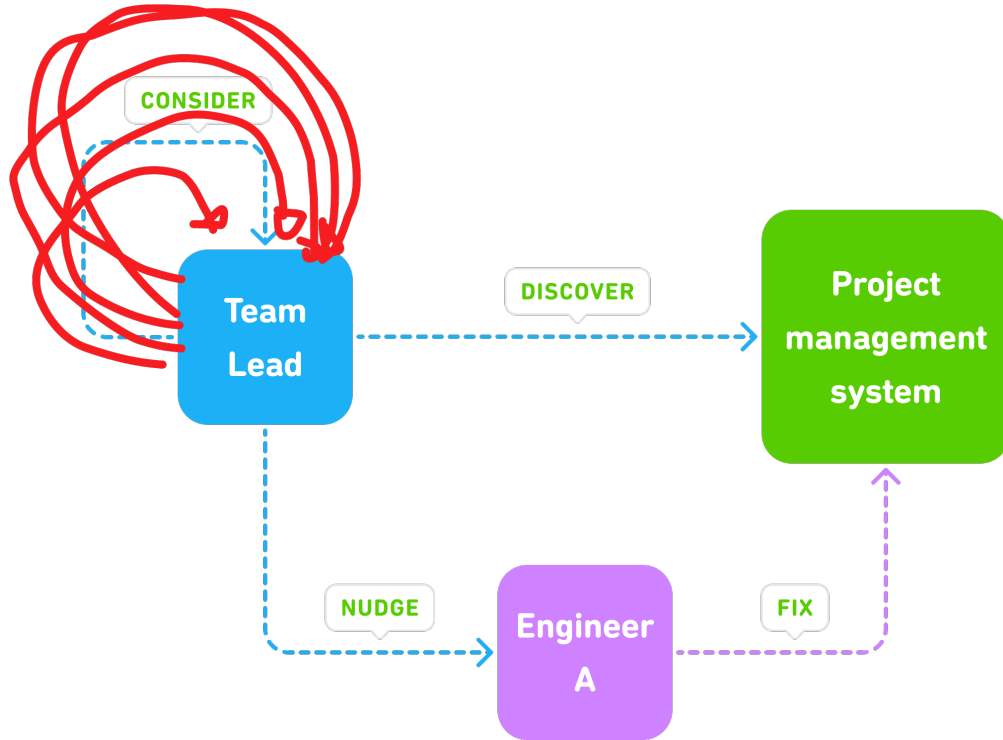 CONSIDER
DISCOVER
Team
Lead
Project
management
system
NUDGE
FIX
Engineer
A